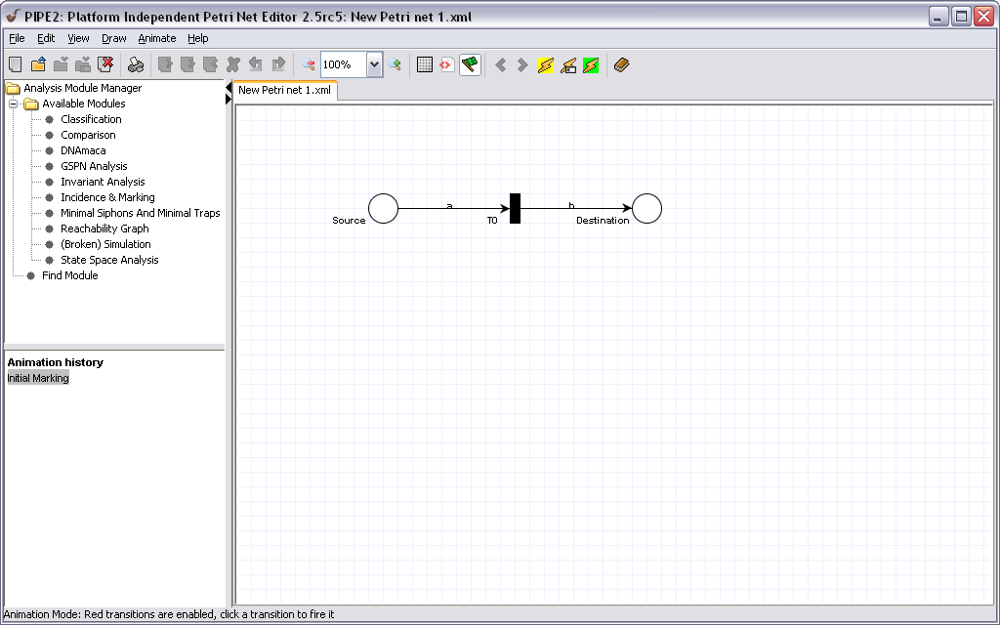 PIPE2: Platform Independent Petri Net Editor 2.5rc5: New Petri net 1.xml
File Edit View Draw Animate Help
100%
Analysis Module Manager
Available Modules
Classification
Comparison
DNAmaca
GSPN Analysis
Invariant Analysis
Incidence & Marking
Minimal Siphons And Minimal Traps
Reachability Graph
(Broken) Simulation
State Space Analysis
Find Module
Animation history
Initial Marking
New Petri net 1.xml
a b
Source T0 Destination
Animation Mode: Red transitions are enabled, click a transition to fire it